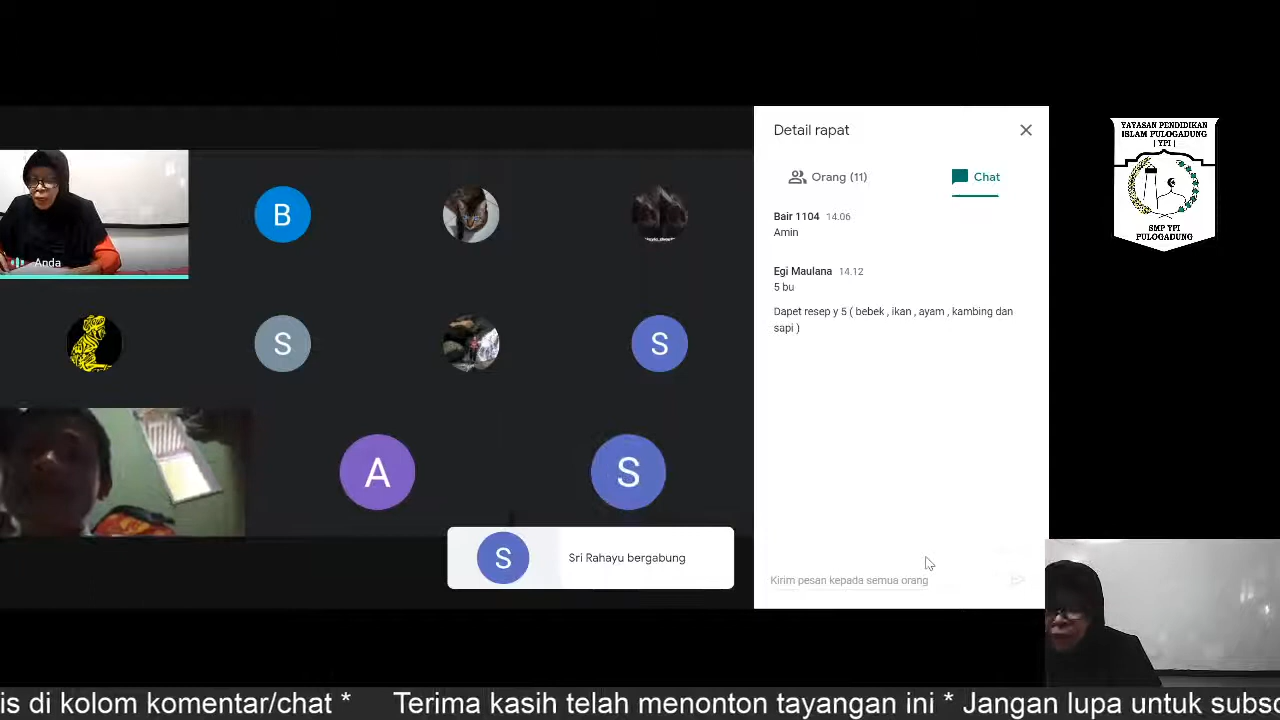 Detail rapat
Orang (11)
Chat
Bair 1104 14.06
Amin
Egi Maulana 14.12
5 bu
Dapet resep y 5 ( bebek , ikan , ayam , kambing dan
sapi )
Kirim pesan kepada semua orang
Anda
B
S
S
A
S
S
Sri Rahayu bergabung
YAYASAN PENDIDIKAN
ISLAM PULOGADUNG
( YPI )
SMP YPI
PULOGADUNG
is di kolom komentar/chat * Terima kasih telah menonton tayangan ini * Jangan lupa untuk subsc